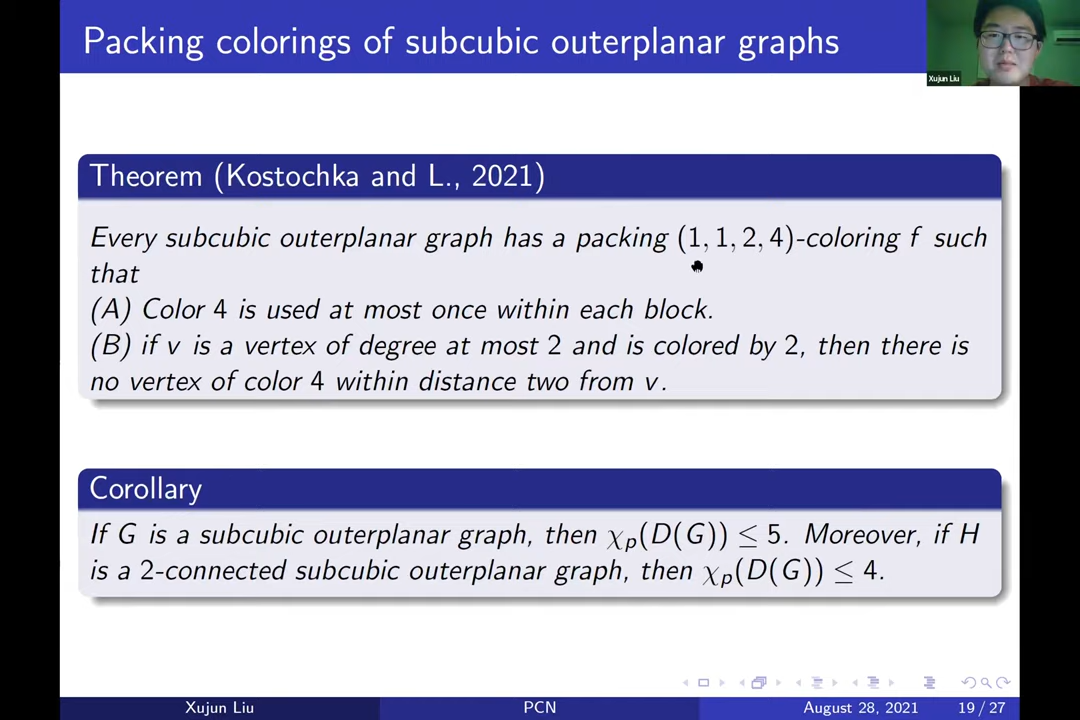 Packing colorings of subcubic outerplanar graphs
Xujun Liu
Theorem (Kostochka and L., 2021)
Every subcubic outerplanar graph has a packing (1, 1, 2, 4)-coloring f such
that
(A) Color 4 is used at most once within each block.
(B) if v is a vertex of degree at most 2 and is colored by 2, then there is
no vertex of color 4 within distance two from v.
Corollary
If G is a subcubic outerplanar graph, then χₚ(D(G)) ≤ 5. Moreover, if H
is a 2-connected subcubic outerplanar graph, then χₚ(D(G)) ≤ 4.
Xujun Liu PCN August 28, 2021 19 / 27